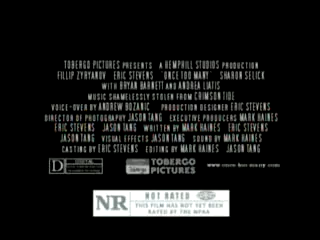 TOBERGO PICTURES PRESENTS A HEMPHILL STUDIOS PRODUCTION
FILLIP ZYRYANOV ERIC STEVENS "ONCE TOO MANY" SHARON SELICK
WITH BRYAN BARNETT AND ANDREA LIATIS
MUSIC SHAMELESSLY STOLEN FROM CRIMSON TIDE
VOICE-OVER BY ANDREW BOZANIC PRODUCTION DESIGNER ERIC STEVENS
DIRECTOR OF PHOTOGRAPHY JASON TANG EXECUTIVE PRODUCERS MARK HAINES
ERIC STEVENS JASON TANG WRITTEN BY MARK HAINES ERIC STEVENS
JASON TANG VISUAL EFFECTS JASON TANG SOUND BY MARK HAINES
CASTING BY ERIC STEVENS EDITING BY MARK HAINES JASON TANG
D
TOBERGO
PICTURES
NR NOT RATED
THIS FILM HAS NOT YET BEEN
RATED BY THE MPAA